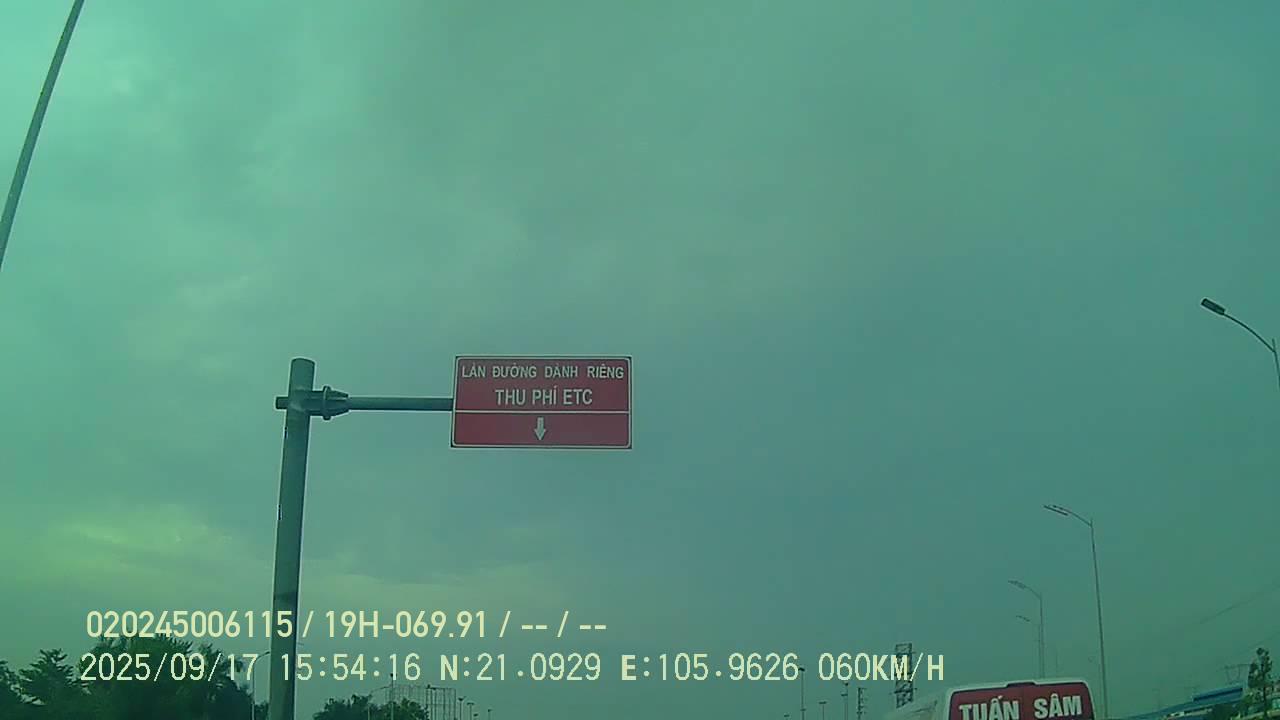 LÀN ĐƯỜNG DÀNH RIÊNG
THU PHÍ ETC
020245006115 / 19H-069.91 / -- / --
2025/09/17 15:54:16 N:21.0929 E:105.9626 060KM/H
TUẤN SÂM